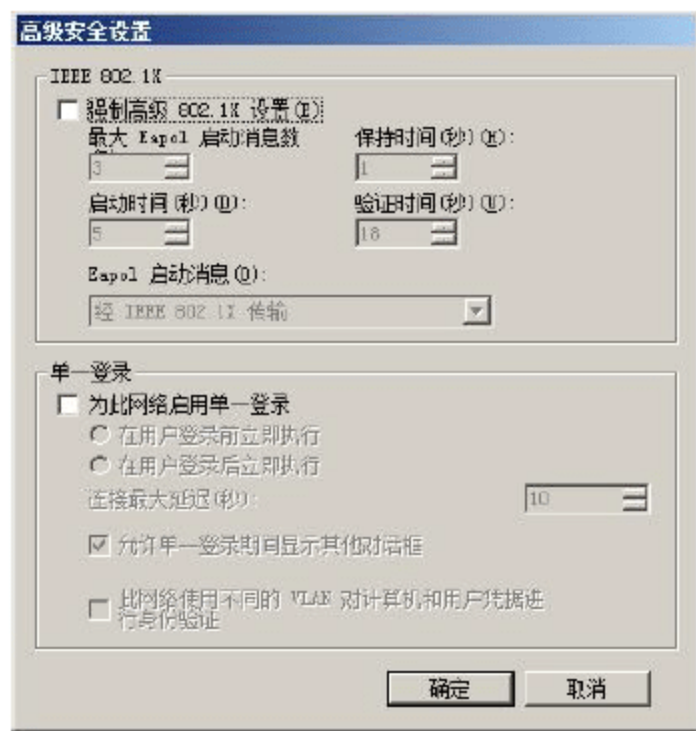 高级安全设置
IEEE 802.1X
强制高级 802.1X 设置(E)
最大 Eapol 启动消息数
保持时间(秒)(H):
3
1
启动时间(秒)(D):
验证时间(秒)(U):
5
18
Eapol 启动消息(O):
经 IEEE 802.1X 传输
单一登录
为此网络启用单一登录
在用户登录前立即执行
在用户登录后立即执行
连接最大延迟(秒):
10
允许单一登录期间显示其他对话框
此网络使用不同的 VLAN 对计算机和用户凭据进
行身份验证
确定
取消